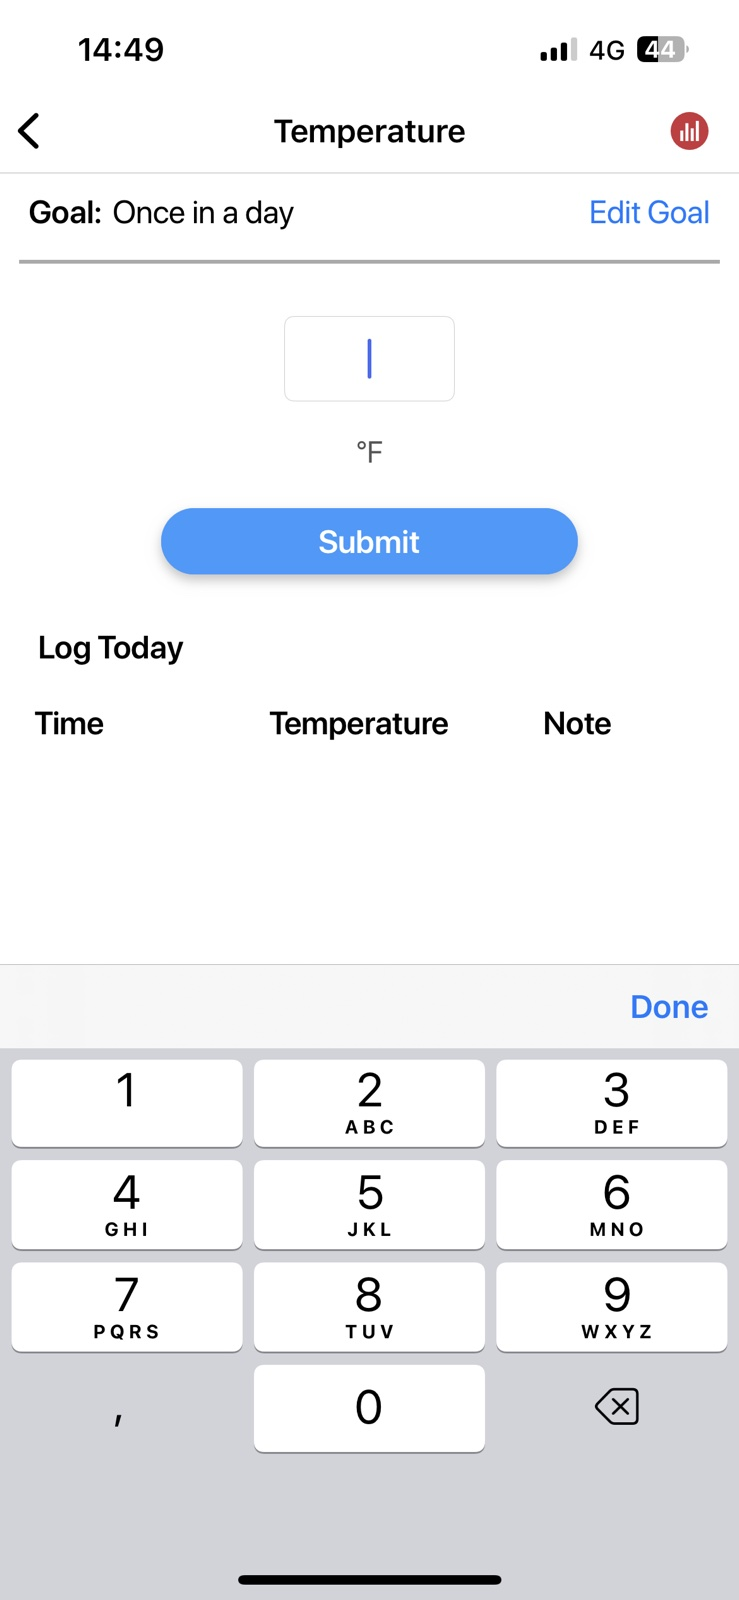 14:49 4G 44
Temperature
Goal: Once in a day Edit Goal
°F
Submit
Log Today
Time Temperature Note
Done
1 2 3
ABC DEF
4 5 6
GHI JKL MNO
7 8 9
PQRS TUV WXYZ
, 0